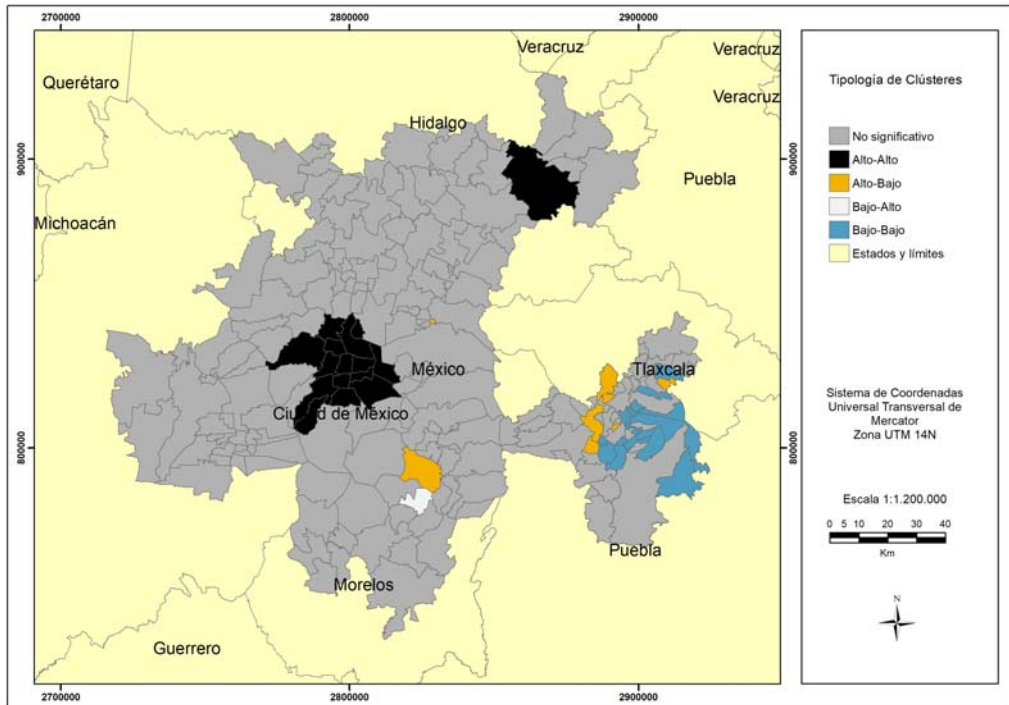 2700000
2800000
2900000
Veracruz
Veracruz
Querétaro
Veracruz
Hidalgo
900000
900000
Puebla
Michoacán
México
Tlaxcala
Ciudad de México
800000
800000
Puebla
Morelos
Guerrero
2700000
2800000
2900000
Tipología de Clústeres
No significativo
Alto-Alto
Alto-Bajo
Bajo-Alto
Bajo-Bajo
Estados y límites
Sistema de Coordenadas
Universal Transversal de
Mercator
Zona UTM 14N
Escala 1:1.200.000
0 5 10 20 30 40
Km
N